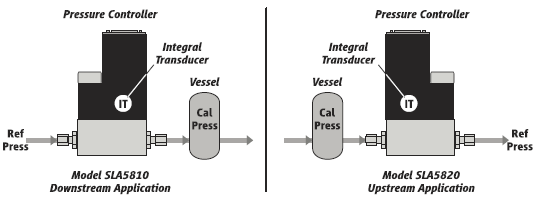 Pressure Controller
Integral
Transducer
Vessel
IT
Cal
Press
Ref
Press
Model SLA5810
Downstream Application
Pressure Controller
Integral
Transducer
Vessel
IT
Cal
Press
Ref
Press
Model SLA5820
Upstream Application